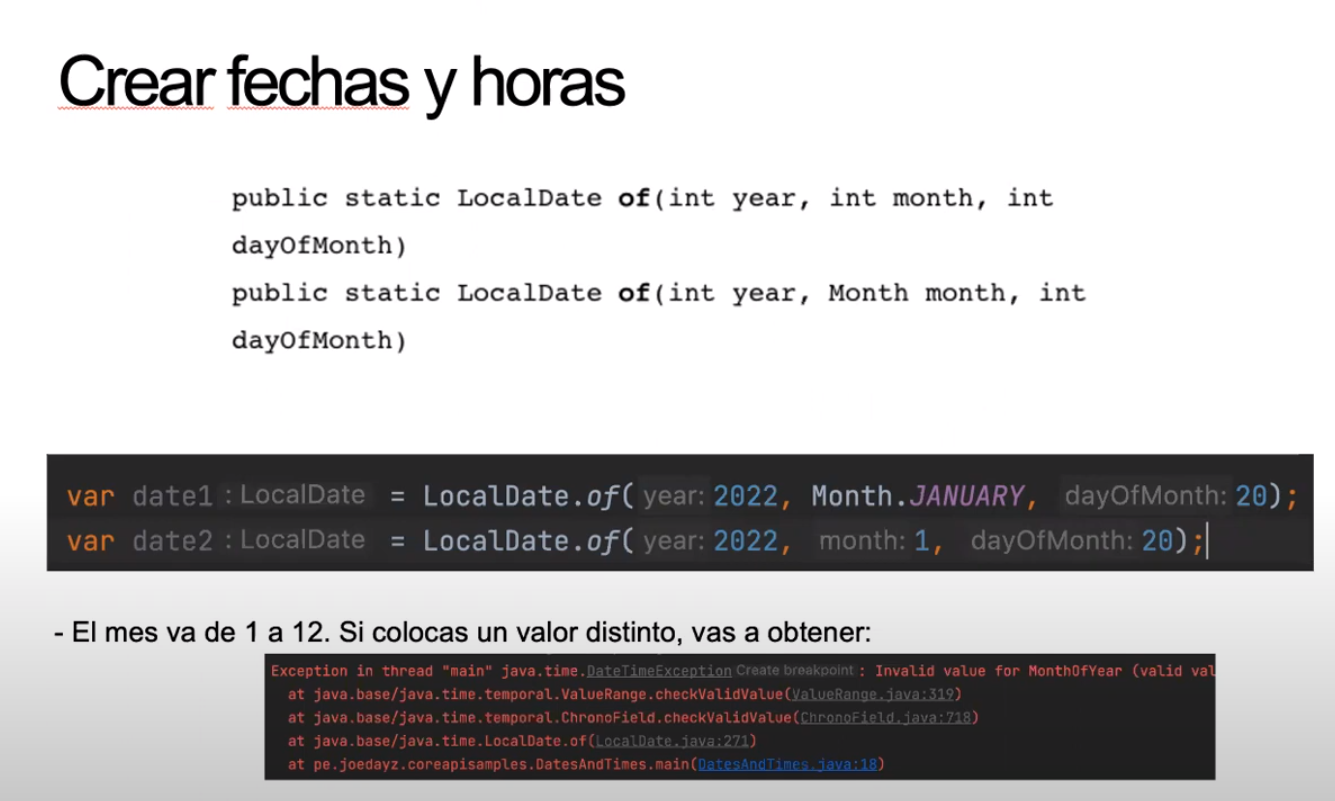 Crear fechas y horas
public static LocalDate of(int year, int month, int
dayOfMonth)
public static LocalDate of(int year, Month month, int
dayOfMonth)
var date1 : LocalDate = LocalDate.of( year: 2022, Month.JANUARY, dayOfMonth: 20);
var date2 : LocalDate = LocalDate.of( year: 2022, month: 1, dayOfMonth: 20);
- El mes va de 1 a 12. Si colocas un valor distinto, vas a obtener:
Exception in thread "main" java.time.DateTimeException Create breakpoint : Invalid value for MonthOfYear (valid val
at java.base/java.time.temporal.ValueRange.checkValidValue(ValueRange.java:319)
at java.base/java.time.temporal.ChronoField.checkValidValue(ChronoField.java:718)
at java.base/java.time.LocalDate.of(LocalDate.java:271)
at pe.joedayz.coreapisamples.DatesAndTimes.main(DatesAndTimes.java:18)